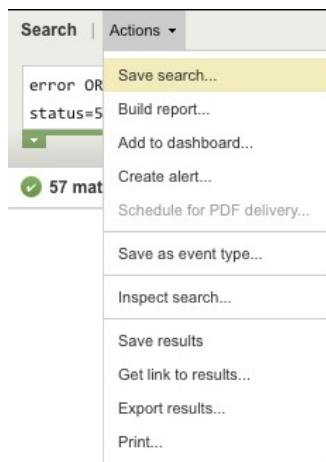 Search | Actions
error OR
status=5
57 mat
Save search...
Build report...
Add to dashboard...
Create alert...
Schedule for PDF delivery...
Save as event type...
Inspect search...
Save results
Get link to results...
Export results...
Print...